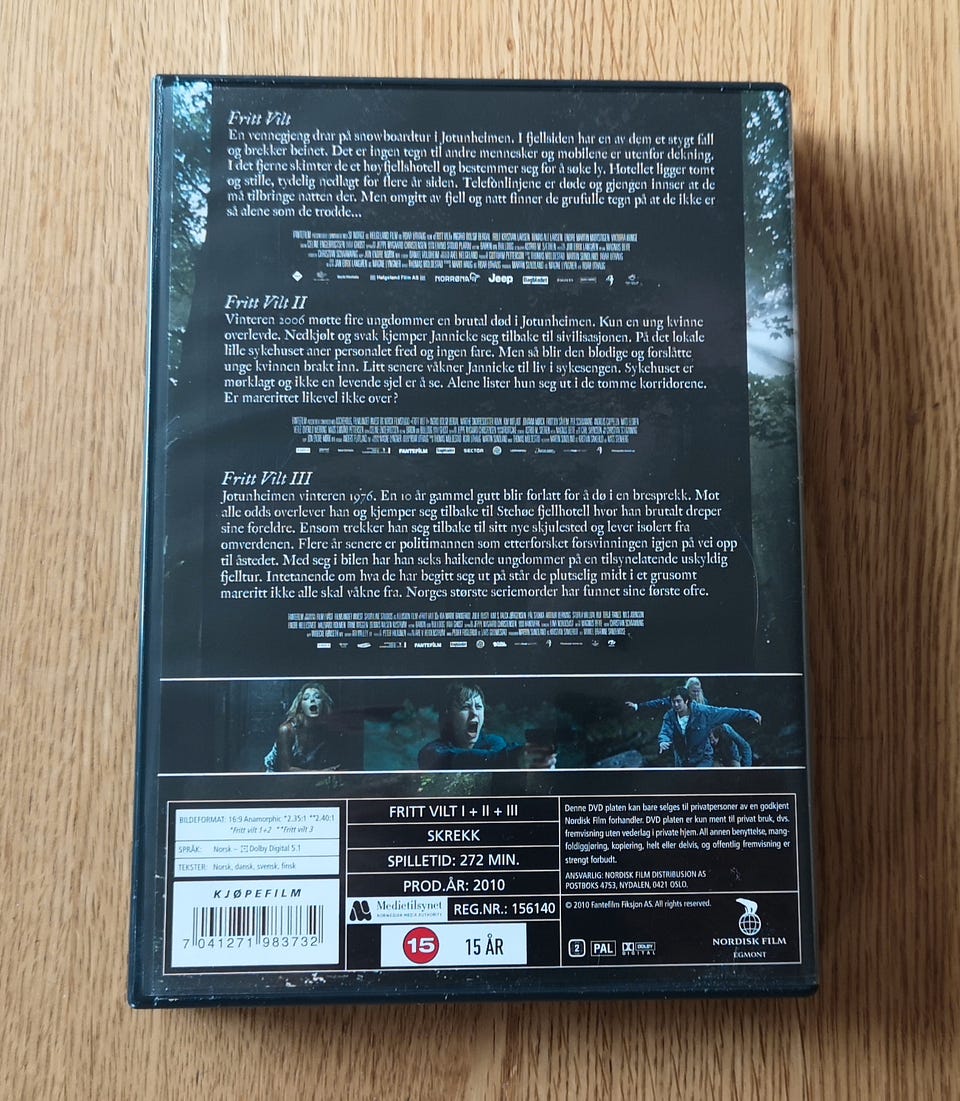 Fritt Vilt
En vennegjeng drar på snowboardtur i Jotunheimen. I fjellsiden har en av dem et stygt fall
og brekker beinet. Det er ingen tegn til andre mennesker og mobilene er utenfor dekning.
I det fjerne skimter de et høyfjellshotell og bestemmer seg for å søke ly. Hotellet ligger tomt
og stille, tydelig nedlagt for flere år siden. Telefonlinjene er døde og gjengen innser at de
må tilbringe natten der. Men omgitt av fjell og natt finner de grufulle tegn på at de ikke er
så alene som de trodde...
Helgeland Film AS NORRØNA Jeep Dagbladet
Fritt Vilt II
Vinteren 2006 møtte fire ungdommer en brutal død i Jotunheimen. Kun en ung kvinne
overlevde. Nedkjølt og svak kjemper Jannicke seg tilbake til sivilisasjonen. På det lokale
lille sykehuset aner personalet fred og ingen fare. Men så blir den blodige og forslåtte
unge kvinnen brakt inn. Litt senere våkner Jannicke til liv i sykesengen. Sykehuset er
mørklagt og ikke en levende sjel er å se. Alene lister hun seg ut i de tomme korridorene.
Er marerittet likevel ikke over?
FANTEFILM SECTOR
Fritt Vilt III
Jotunheimen vinteren 1976. En 10 år gammel gutt blir forlatt for å dø i en bresprekk. Mot
alle odds overlever han og kjemper seg tilbake til Stehøe fjellhotell hvor han brutalt dreper
sine foreldre. Ensom trekker han seg tilbake til sitt nye skjulested og lever isolert fra
omverdenen. Flere år senere er politimannen som etterforsket forsvinningen igjen på vei opp
til åstedet. Med seg i bilen har han seks haikende ungdommer på en tilsynelatende uskyldig
fjelltur. Intetanende om hva de har begitt seg ut på står de plutselig midt i et grusomt
mareritt ikke alle skal våkne fra. Norges største seriemorder har funnet sine første ofre.
FANTEFILM
BILDEFORMAT: 16:9 Anamorphic *2.35:1 **2.40:1
*Fritt vilt 1+2 **Fritt vilt 3
SPRÅK: Norsk – Dolby Digital 5.1
TEKSTER: Norsk, dansk, svensk, finsk
KJØPEFILM
7 041271 983732
FRITT VILT I + II + III
SKREKK
SPILLETID: 272 MIN.
PROD.ÅR: 2010
Medietilsynet
NORWEGIAN MEDIA AUTHORITY
REG.NR.: 156140
15 15 ÅR
Denne DVD platen kan bare selges til privatpersoner av en godkjent
Nordisk Film forhandler. DVD platen er kun ment til privat bruk, dvs.
fremvisning uten vederlag i private hjem. All annen benyttelse, mang-
foldiggjøring, kopiering, helt eller delvis, og offentlig fremvisning er
strengt forbudt.
ANSVARLIG: NORDISK FILM DISTRIBUSJON AS
POSTBOKS 4753, NYDALEN, 0421 OSLO.
© 2010 Fantefilm Fiksjon AS. All rights reserved.
2 PAL DOLBY DIGITAL
NORDISK FILM
EGMONT